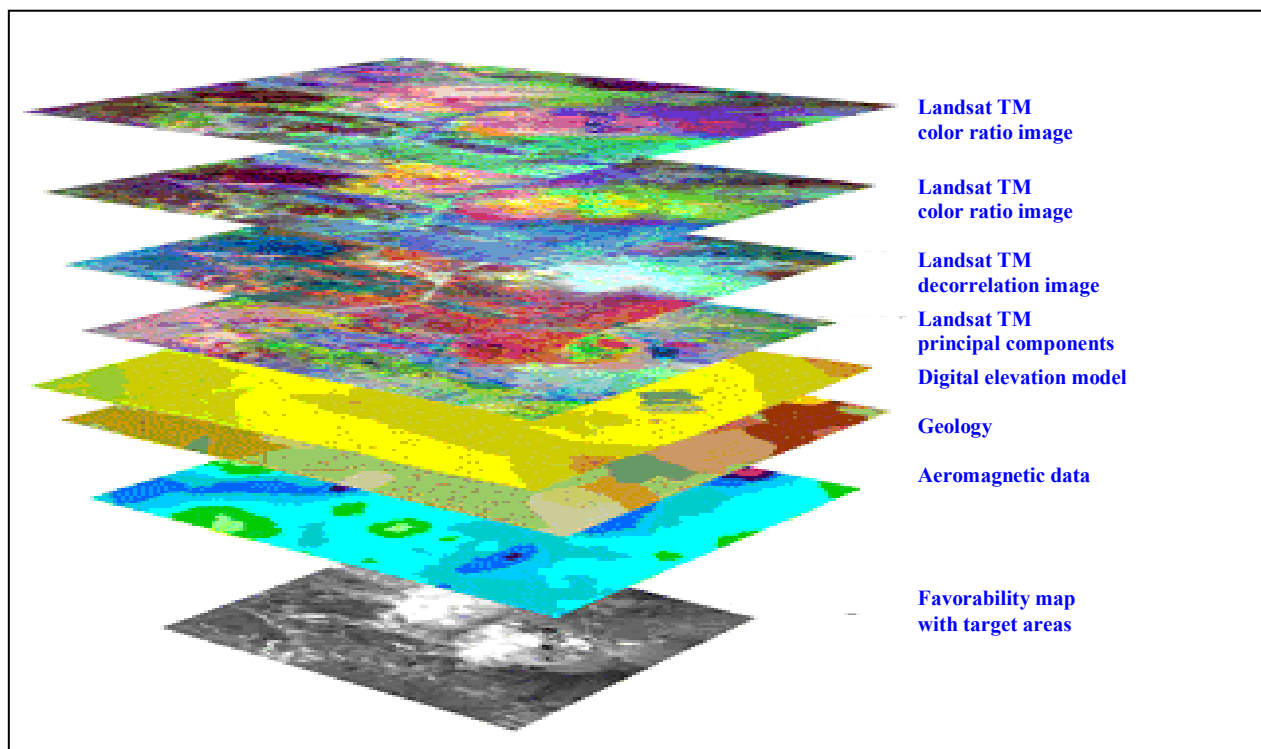 Landsat TM
color ratio image
Landsat TM
color ratio image
Landsat TM
decorrelation image
Landsat TM
principal components
Digital elevation model
Geology
Aeromagnetic data
Favorability map
with target areas